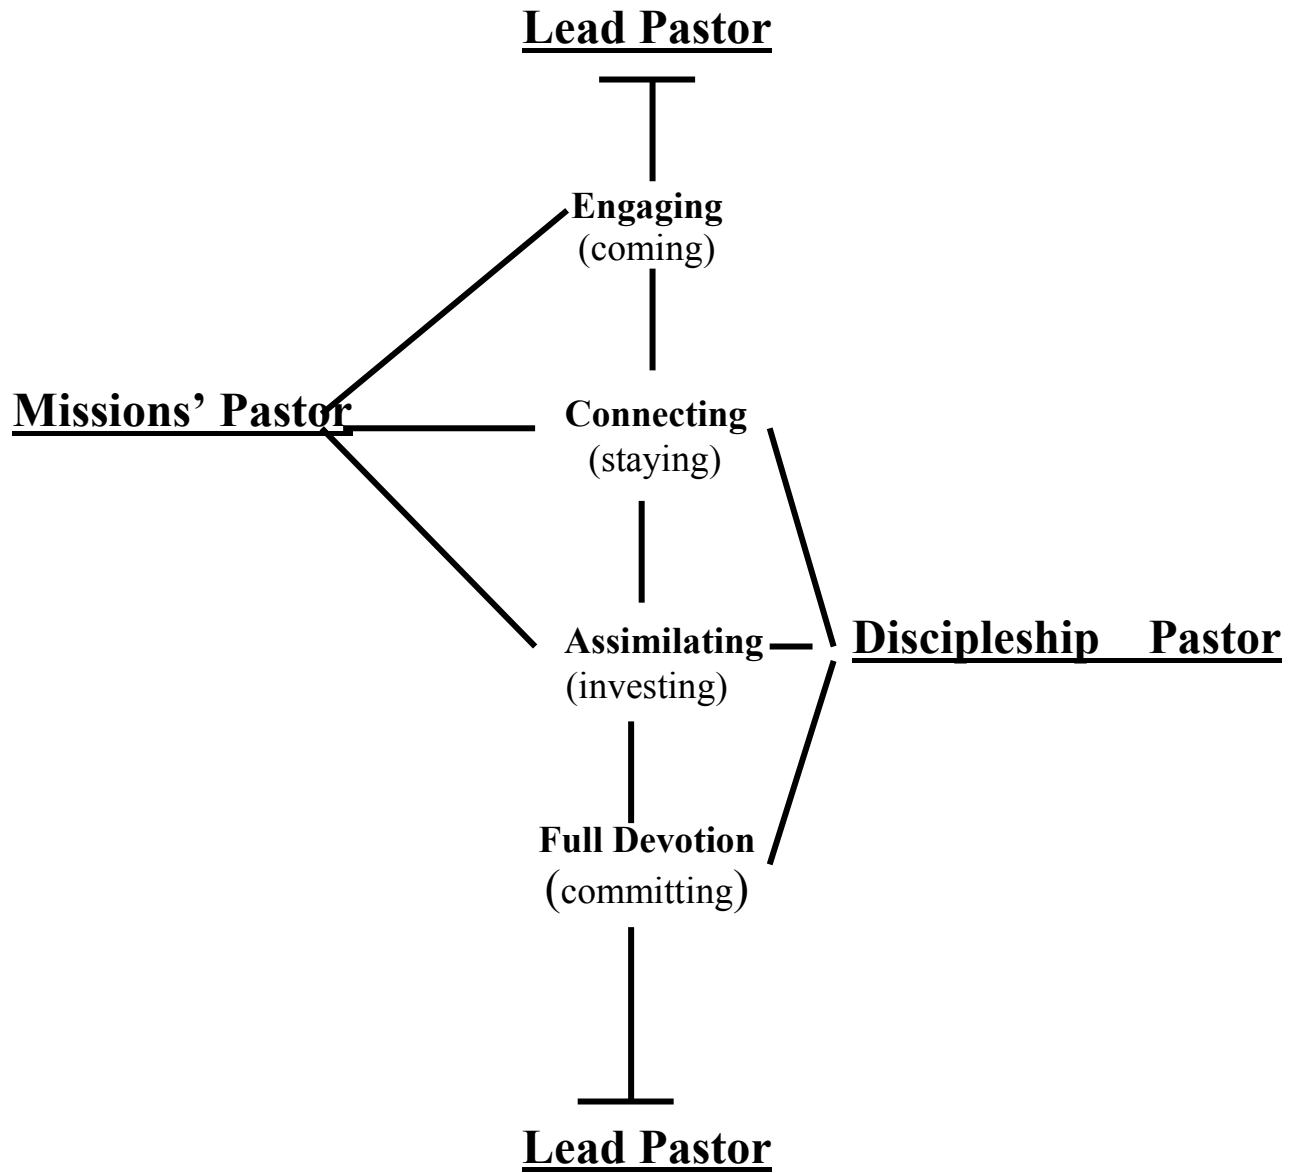 Lead Pastor
Engaging
(coming)
Missions’ Pastor
Connecting
(staying)
Assimilating
(investing)
Discipleship Pastor
Full Devotion
(committing)
Lead Pastor